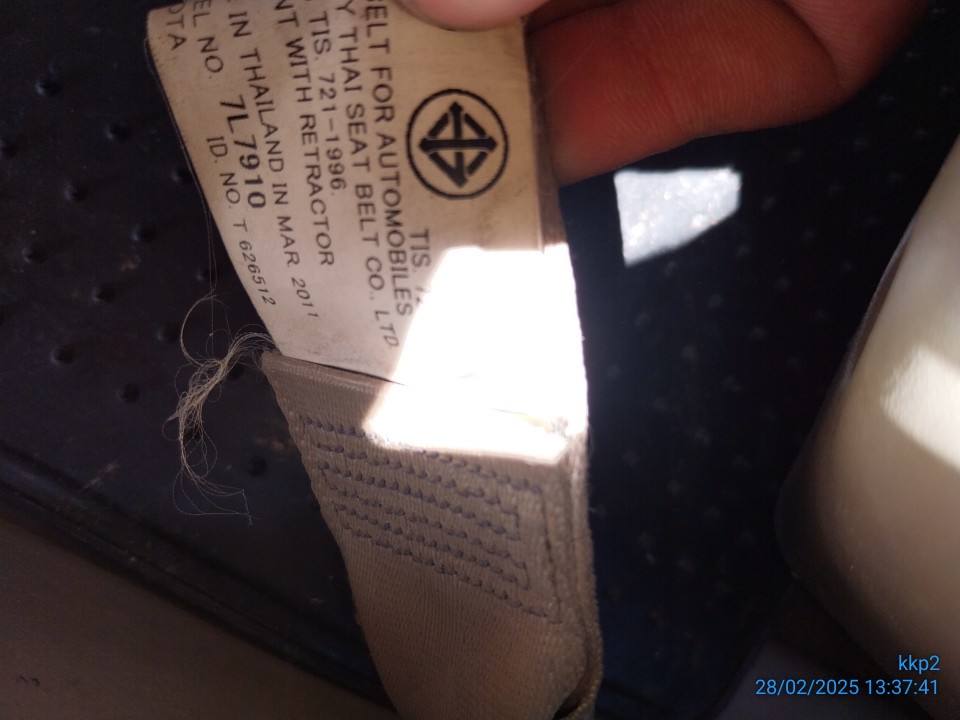 TIS.
BELT FOR AUTOMOBILES
Y THAI SEAT BELT CO., LTD
TIS. 721-1996.
NT WITH RETRACTOR
IN THAILAND IN MAR. 2011
EL NO. 7L7910
OTA ID. NO. T 626512
kkp2
28/02/2025 13:37:41